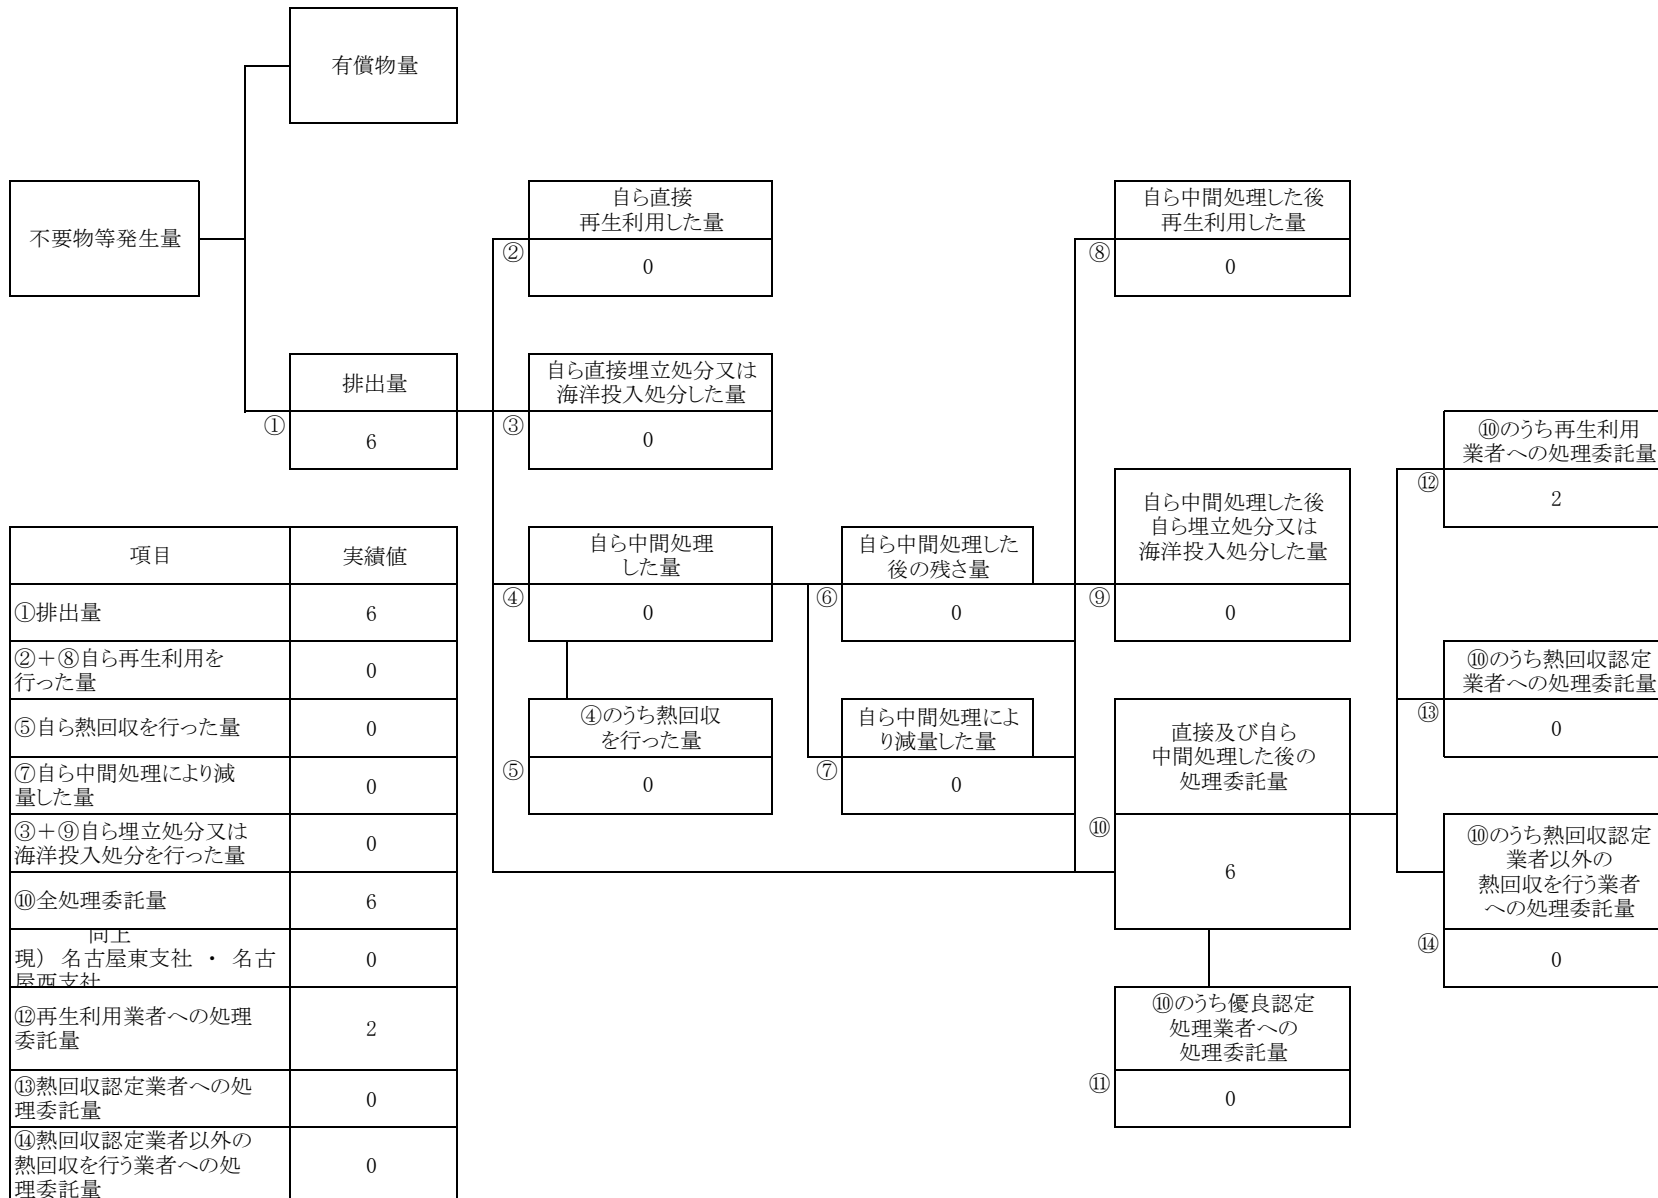 有償物量
不要物等発生量
自ら直接
再生利用した量
②
0
自ら中間処理した後
再生利用した量
⑧
0
排出量
①
6
自ら直接埋立処分又は
海洋投入処分した量
③
0
⑩のうち再生利用
業者への処理委託量
⑫
2
自ら中間処理した後
自ら埋立処分又は
海洋投入処分した量
⑨
0
自ら中間処理
した量
④
0
自ら中間処理した
後の残さ量
⑥
0
⑩のうち熱回収認定
業者への処理委託量
⑬
0
④のうち熱回収
を行った量
⑤
0
自ら中間処理によ
り減量した量
⑦
0
直接及び自ら
中間処理した後の
処理委託量
⑩
6
⑩のうち熱回収認定
業者以外の
熱回収を行う業者
への処理委託量
⑭
0
⑩のうち優良認定
処理業者への
処理委託量
⑪
0
項目 実績値
①排出量 6
②+⑧自ら再生利用を
行った量 0
⑤自ら熱回収を行った量 0
⑦自ら中間処理により減
量した量 0
③+⑨自ら埋立処分又は
海洋投入処分を行った量 0
⑩全処理委託量 6
同上
現） 名古屋東支社 ・ 名古
屋西支社 0
⑫再生利用業者への処理
委託量 2
⑬熱回収認定業者への処
理委託量 0
⑭熱回収認定業者以外の
熱回収を行う業者への処
理委託量 0